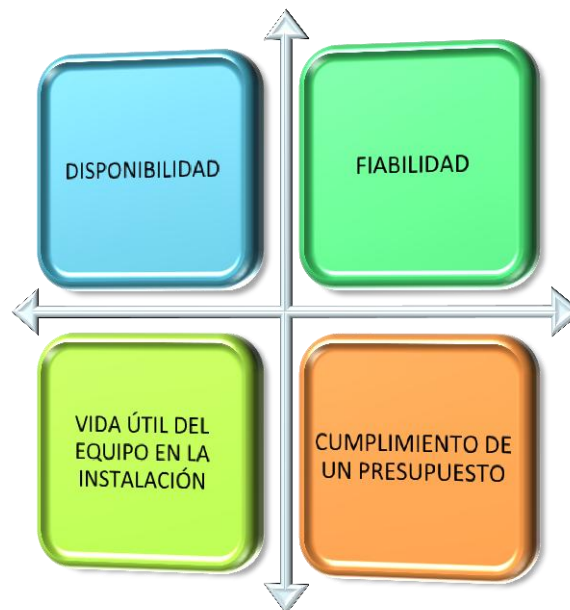 DISPONIBILIDAD
FIABILIDAD
VIDA ÚTIL DEL
EQUIPO EN LA
INSTALACIÓN
CUMPLIMIENTO DE
UN PRESUPUESTO